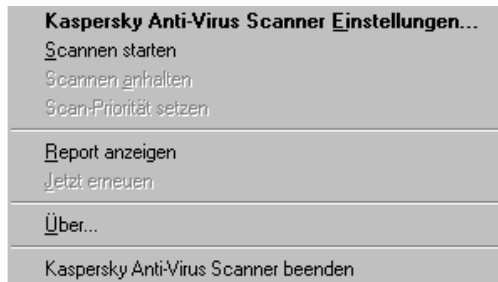 Kaspersky Anti-Virus Scanner Einstellungen...
Scannen starten
Scannen anhalten
Scan-Priorität setzen
Report anzeigen
Jetzt erneuen
Über...
Kaspersky Anti-Virus Scanner beenden